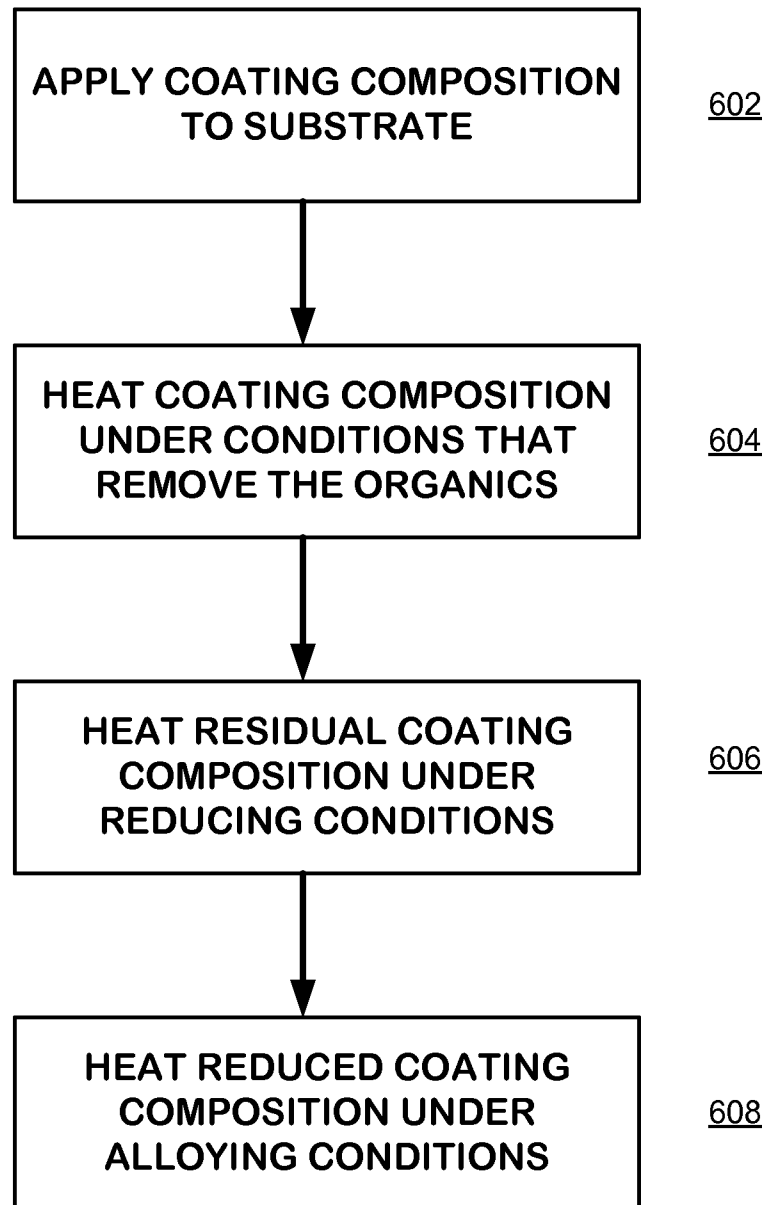 APPLY COATING COMPOSITION
TO SUBSTRATE
602
HEAT COATING COMPOSITION
UNDER CONDITIONS THAT
REMOVE THE ORGANICS
604
HEAT RESIDUAL COATING
COMPOSITION UNDER
REDUCING CONDITIONS
606
HEAT REDUCED COATING
COMPOSITION UNDER
ALLOYING CONDITIONS
608